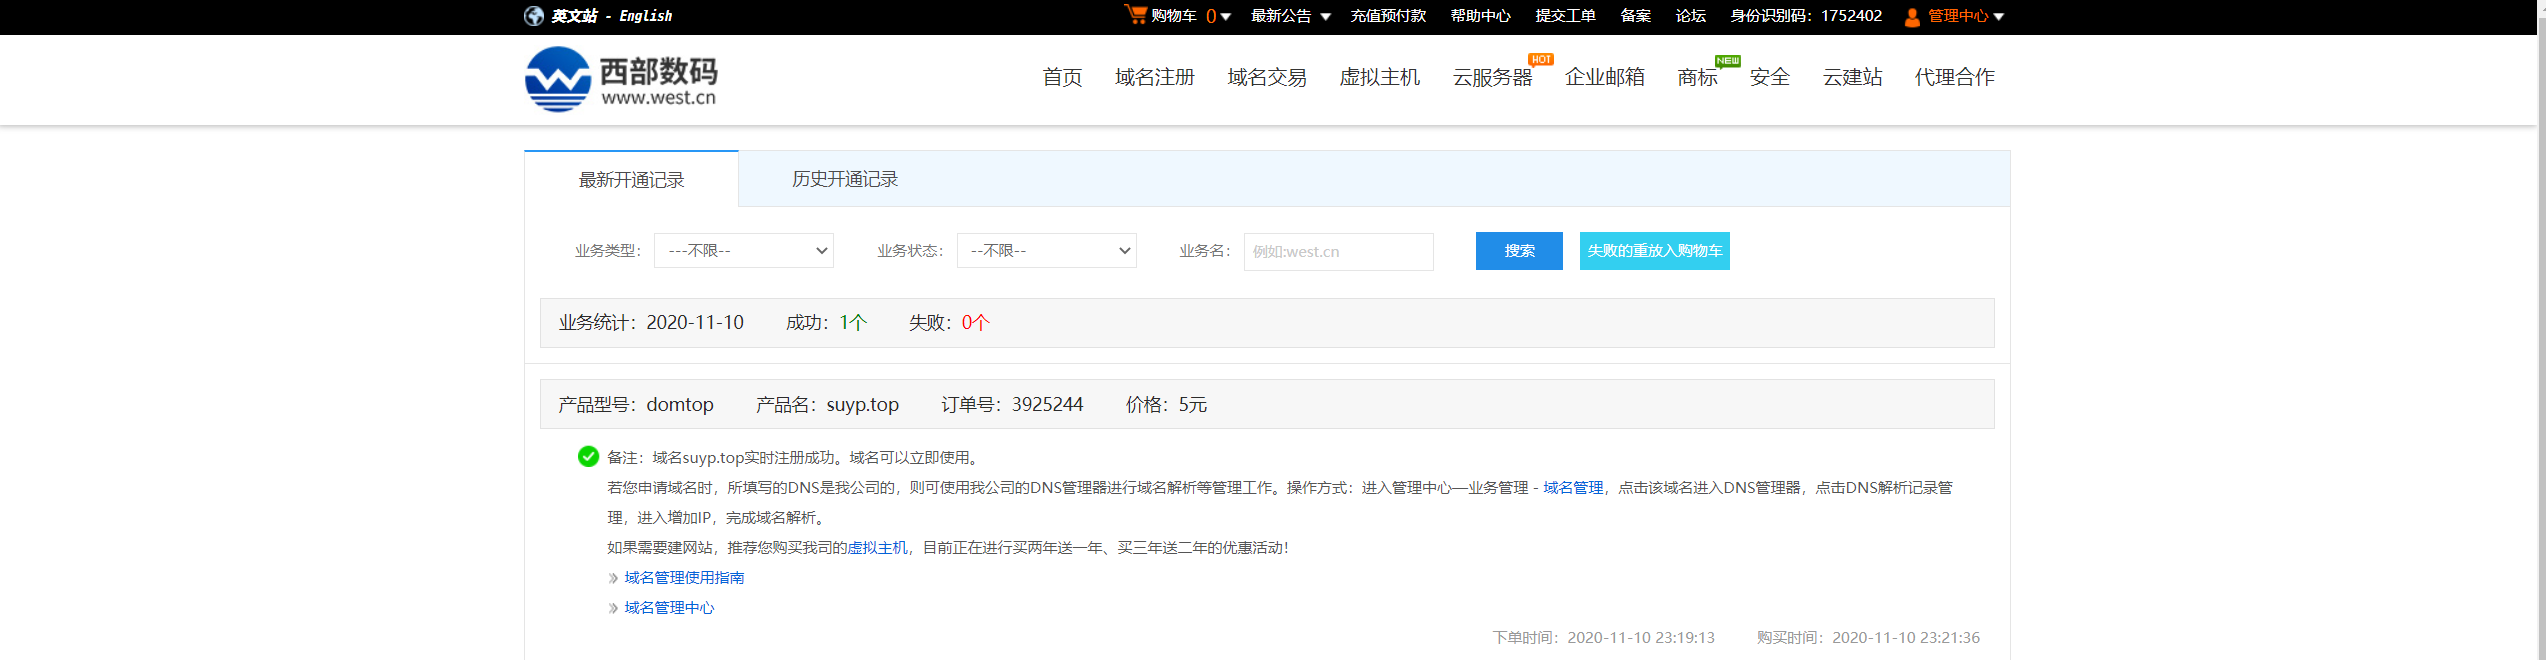 英文站 - English 购物车 0 最新公告 充值预付款 帮助中心 提交工单 备案 论坛 身份识别码：1752402 管理中心
西部数码
www.west.cn
首页 域名注册 域名交易 虚拟主机 云服务器 HOT 企业邮箱 商标 NEW 安全 云建站 代理合作
最新开通记录 历史开通记录
业务类型： ---不限-- 业务状态： --不限-- 业务名： 例如:west.cn 搜索 失败的重放入购物车
业务统计：2020-11-10 成功：1个 失败：0个
产品型号：domtop 产品名：suyp.top 订单号：3925244 价格：5元
备注：域名suyp.top实时注册成功。域名可以立即使用。
若您申请域名时，所填写的DNS是我公司的，则可使用我公司的DNS管理器进行域名解析等管理工作。操作方式：进入管理中心—业务管理 - 域名管理，点击该域名进入DNS管理器，点击DNS解析记录管
理，进入增加IP，完成域名解析。
如果需要建网站，推荐您购买我司的虚拟主机，目前正在进行买两年送一年、买三年送二年的优惠活动！
» 域名管理使用指南
» 域名管理中心
下单时间：2020-11-10 23:19:13 购买时间：2020-11-10 23:21:36